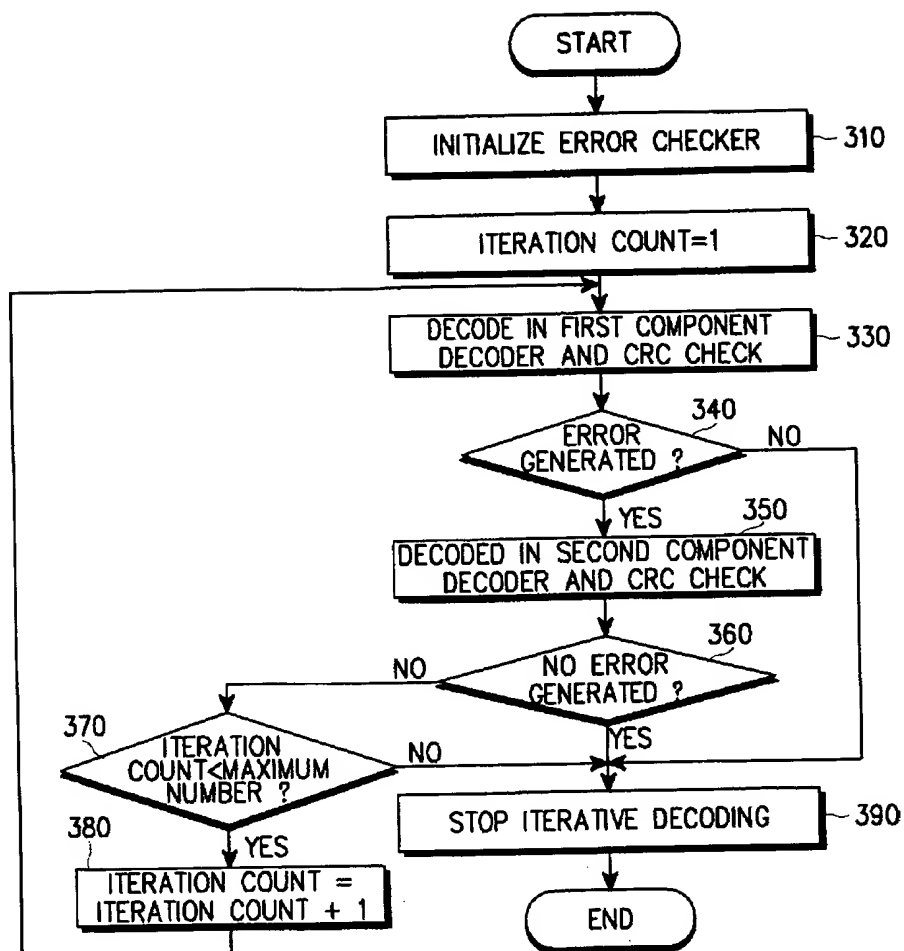 START
INITIALIZE ERROR CHECKER
310
ITERATION COUNT=1
320
DECODE IN FIRST COMPONENT
DECODER AND CRC CHECK
330
340
ERROR
GENERATED ?
NO
YES
350
DECODED IN SECOND COMPONENT
DECODER AND CRC CHECK
360
NO ERROR
GENERATED ?
NO
YES
370
ITERATION
COUNT<MAXIMUM
NUMBER ?
NO
YES
STOP ITERATIVE DECODING
390
380
ITERATION COUNT =
ITERATION COUNT + 1
END